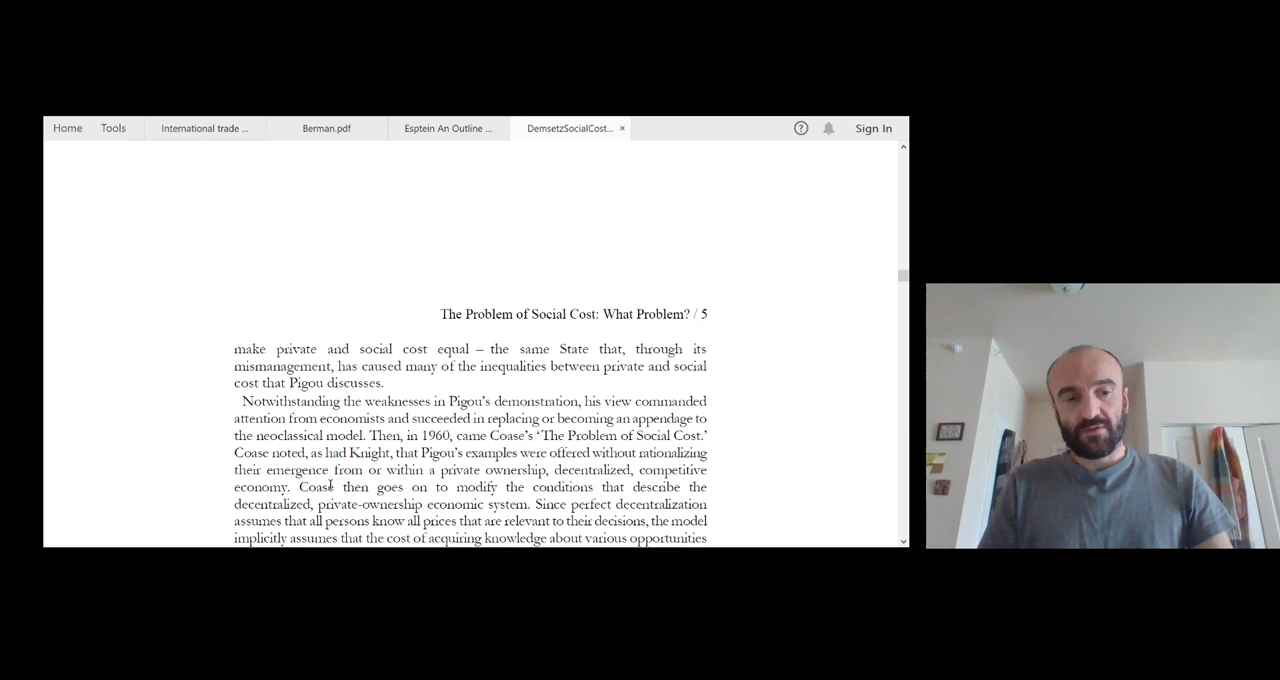 Home Tools International trade ... Berman.pdf Esptein An Outline ... DemsetzSocialCost... × ? Sign In
The Problem of Social Cost: What Problem? / 5
make private and social cost equal – the same State that, through its
mismanagement, has caused many of the inequalities between private and social
cost that Pigou discusses.
Notwithstanding the weaknesses in Pigou's demonstration, his view commanded
attention from economists and succeeded in replacing or becoming an appendage to
the neoclassical model. Then, in 1960, came Coase's ‘The Problem of Social Cost.’
Coase noted, as had Knight, that Pigou's examples were offered without rationalizing
their emergence from or within a private ownership, decentralized, competitive
economy. Coase then goes on to modify the conditions that describe the
decentralized, private-ownership economic system. Since perfect decentralization
assumes that all persons know all prices that are relevant to their decisions, the model
implicitly assumes that the cost of acquiring knowledge about various opportunities